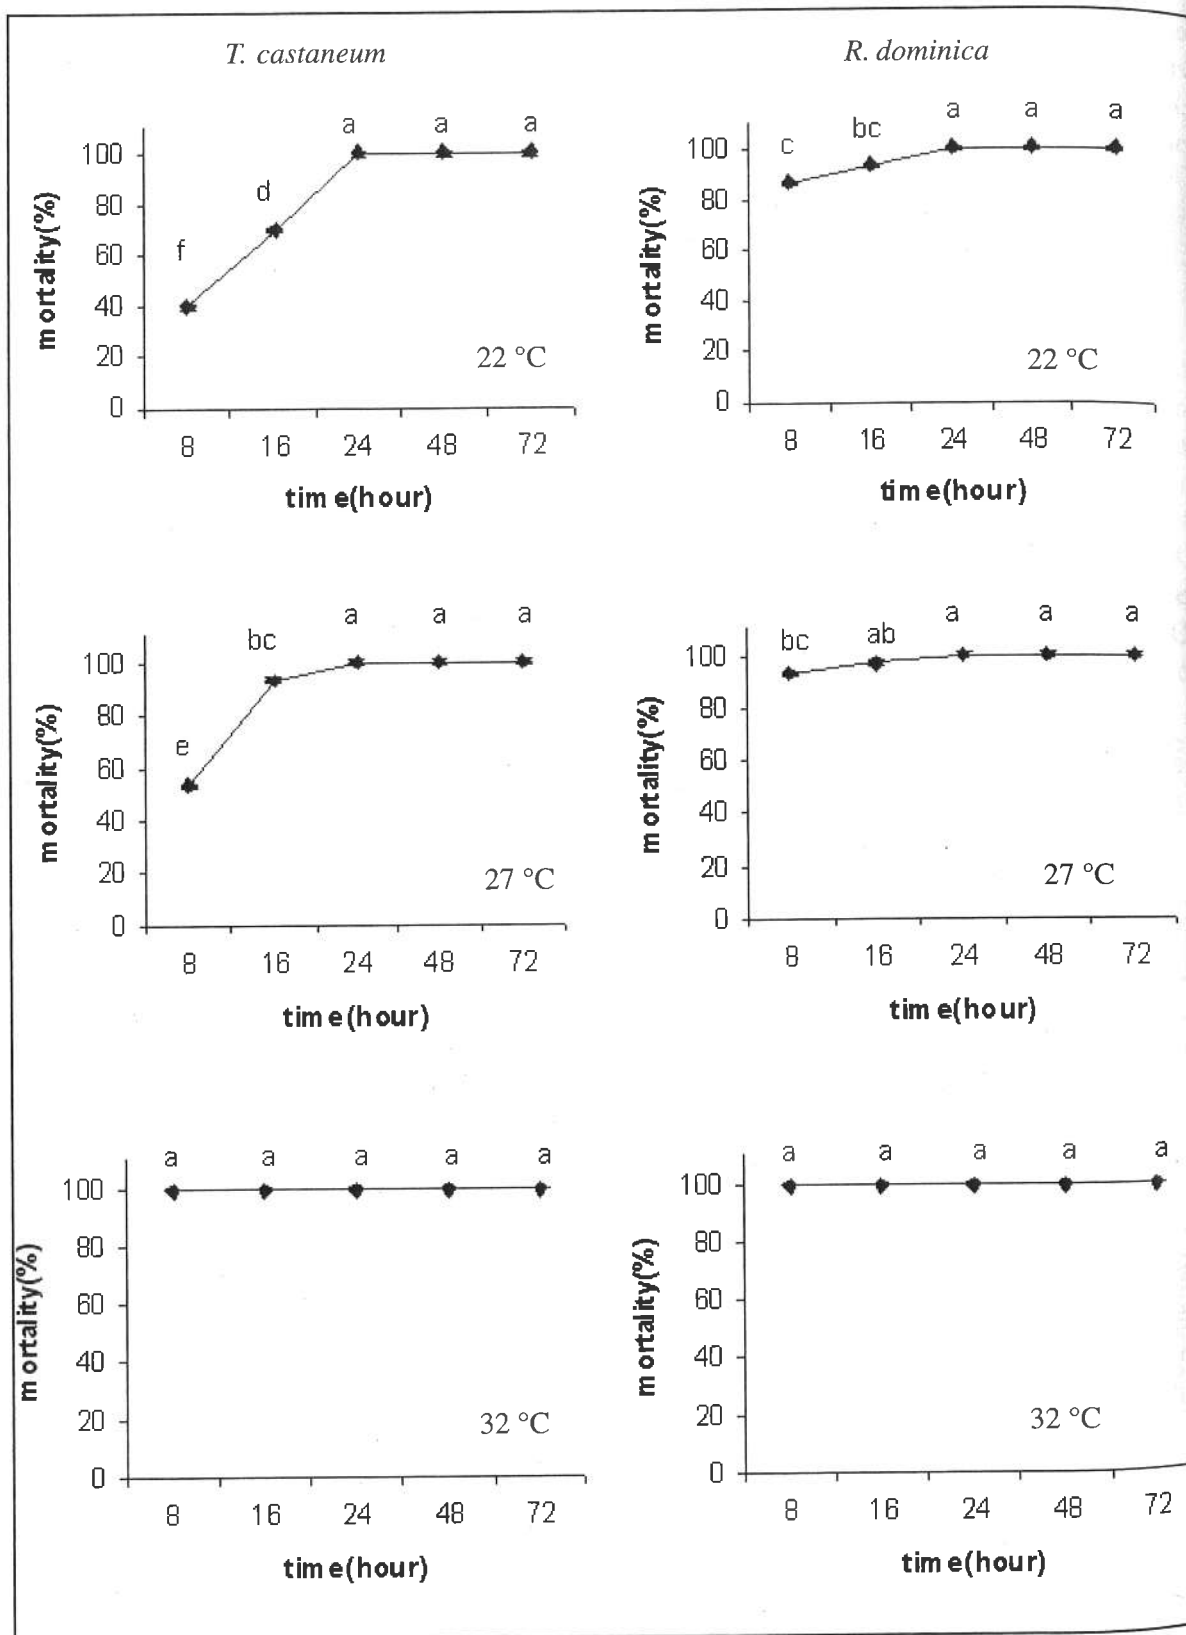 T. castaneum
R. dominica
a a a
d
f
100
80
60
40
20
0
mortality(%)
22 °C
8 16 24 48 72
time(hour)
a a a
bc
c
100
80
60
40
20
0
mortality(%)
22 °C
8 16 24 48 72
time(hour)
a a a
bc
e
100
80
60
40
20
0
mortality(%)
27 °C
8 16 24 48 72
time(hour)
a a a
bc ab
100
80
60
40
20
0
mortality(%)
27 °C
8 16 24 48 72
time(hour)
a a a a a
100
80
60
40
20
0
mortality(%)
32 °C
8 16 24 48 72
time(hour)
a a a a a
100
80
60
40
20
0
mortality(%)
32 °C
8 16 24 48 72
time(hour)